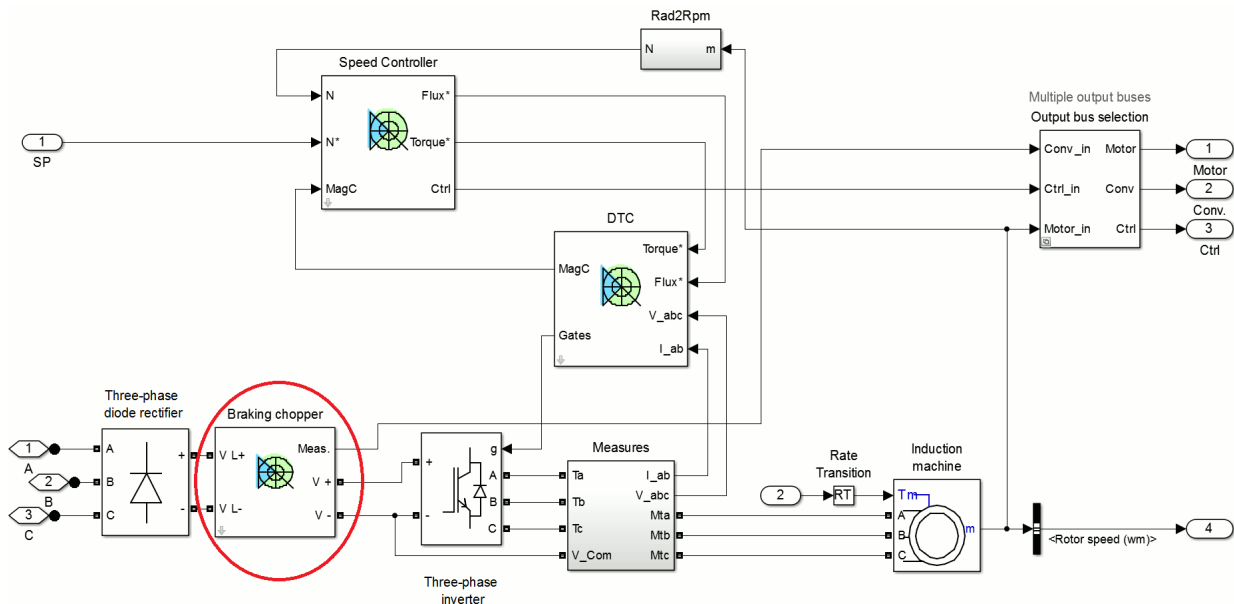 Rad2Rpm
N
m
Speed Controller
N
Flux*
N*
Torque*
MagC
Ctrl
1
SP
Multiple output buses
Output bus selection
Conv_in
Motor
Ctrl_in
Conv
Motor_in
Ctrl
1
Motor
2
Conv.
3
Ctrl
DTC
Torque*
MagC
Flux*
V_abc
Gates
I_ab
Three-phase
diode rectifier
1
A
2
B
3
C
A
B
C
+
-
Braking chopper
V L+
Meas.
V +
V L-
V -
+
-
g
A
B
C
Three-phase
inverter
Measures
Ta
I_ab
Tb
V_abc
Mta
Tc
Mtb
V_Com
Mtc
Rate
Transition
2
RT
Induction
machine
Tm
A
B
C
m
<Rotor speed (wm)>
4